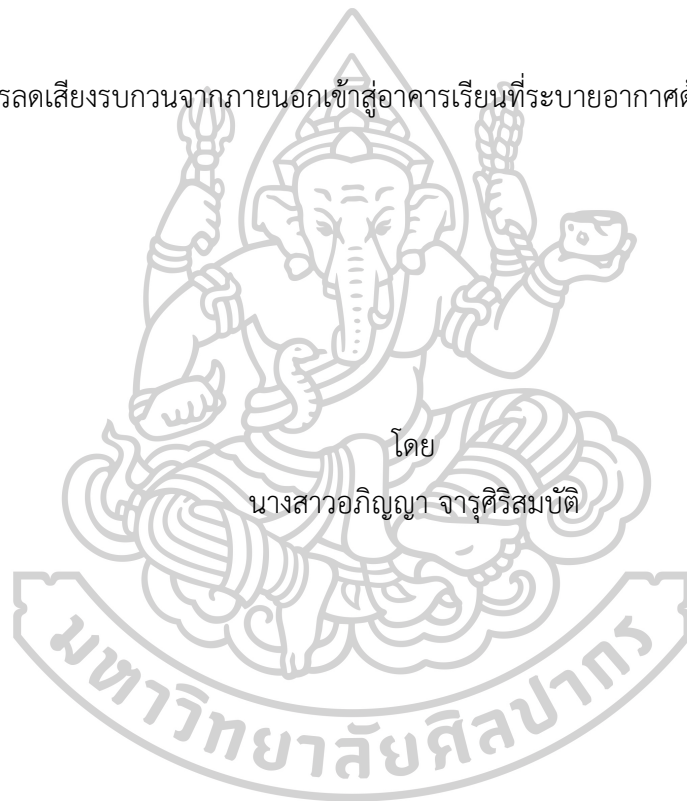 รลดเสียงรบกวนจากภายนอกเข้าสู่อาคารเรียนที่ระบายอากาศด้
โดย
นางสาวอภิญญา จารุศิริสมบัติ
มหาวิทยาลัยศิลปากร